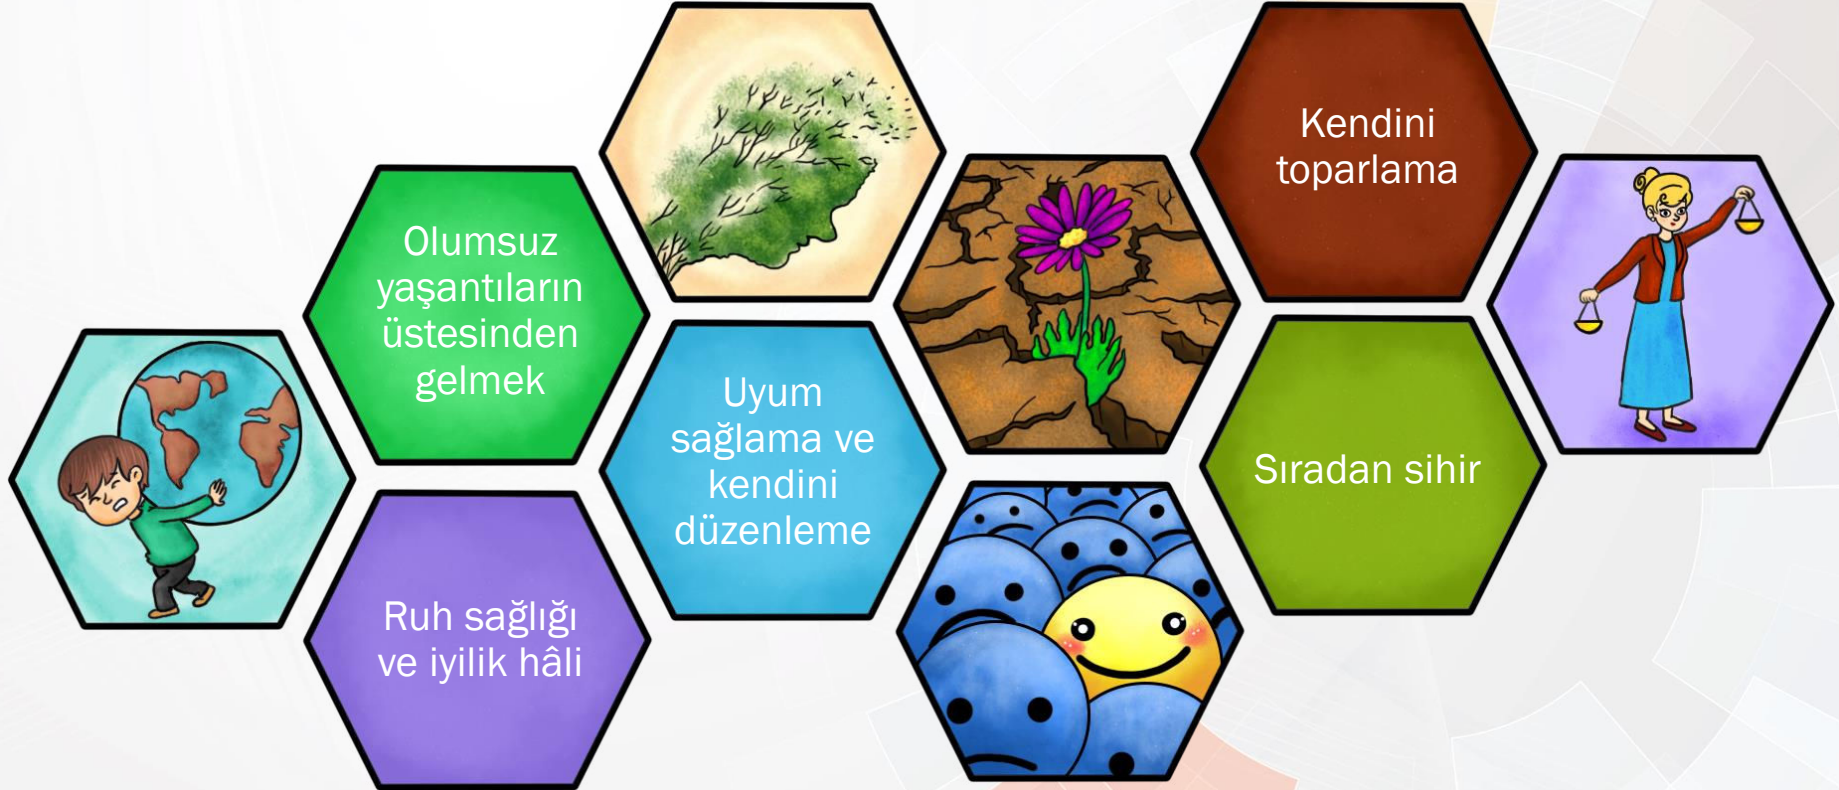 Olumsuz
yaşantıların
üstesinden
gelmek
Ruh sağlığı
ve iyilik hâli
Uyum
sağlama ve
kendini
düzenleme
Kendini
toparlama
Sıradan sihir